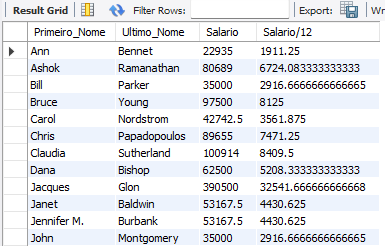 Result Grid Filter Rows: Export: Wr
Primeiro_Nome Ultimo_Nome Salario Salario/12
Ann Bennet 22935 1911.25
Ashok Ramanathan 80689 6724.083333333333
Bill Parker 35000 2916.6666666666665
Bruce Young 97500 8125
Carol Nordstrom 42742.5 3561.875
Chris Papadopoulos 89655 7471.25
Claudia Sutherland 100914 8409.5
Dana Bishop 62500 5208.333333333333
Jacques Glon 390500 32541.666666666668
Janet Baldwin 53167.5 4430.625
Jennifer M. Burbank 53167.5 4430.625
John Montgomery 35000 2916.6666666666665